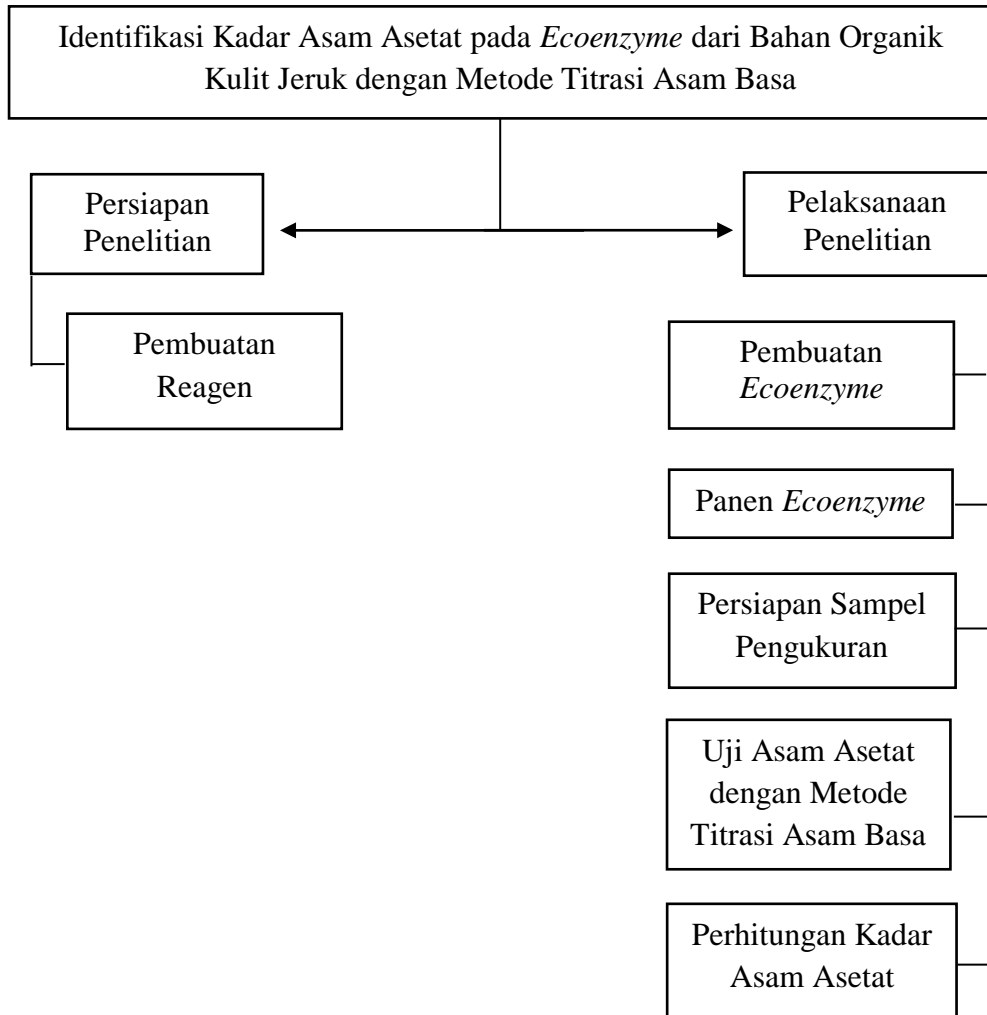 Identifikasi Kadar Asam Asetat pada Ecoenzyme dari Bahan Organik
Kulit Jeruk dengan Metode Titrasi Asam Basa
Persiapan
Penelitian
Pembuatan
Reagen
Pelaksanaan
Penelitian
Pembuatan
Ecoenzyme
Panen Ecoenzyme
Persiapan Sampel
Pengukuran
Uji Asam Asetat
dengan Metode
Titrasi Asam Basa
Perhitungan Kadar
Asam Asetat